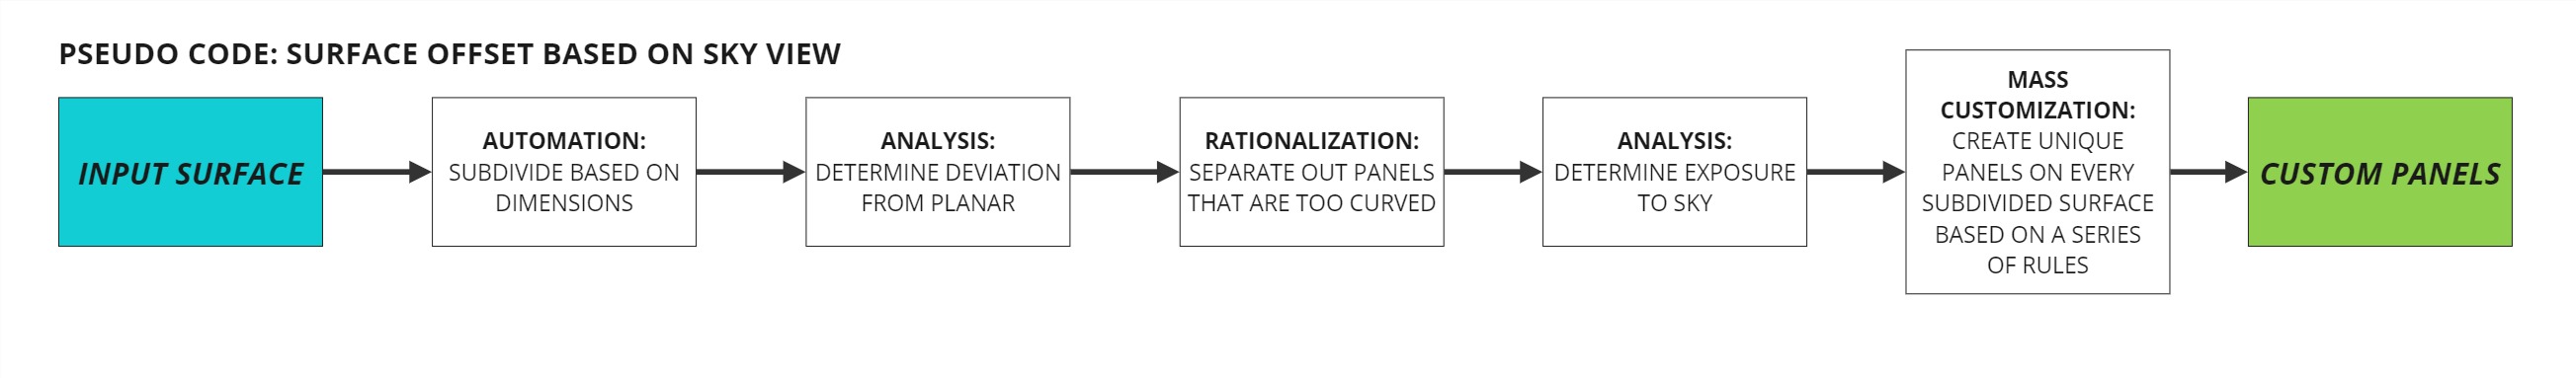 PSEUDO CODE: SURFACE OFFSET BASED ON SKY VIEW
INPUT SURFACE
AUTOMATION:
SUBDIVIDE BASED ON
DIMENSIONS
ANALYSIS:
DETERMINE DEVIATION
FROM PLANAR
RATIONALIZATION:
SEPARATE OUT PANELS
THAT ARE TOO CURVED
ANALYSIS:
DETERMINE EXPOSURE
TO SKY
MASS
CUSTOMIZATION:
CREATE UNIQUE
PANELS ON EVERY
SUBDIVIDED SURFACE
BASED ON A SERIES
OF RULES
CUSTOM PANELS